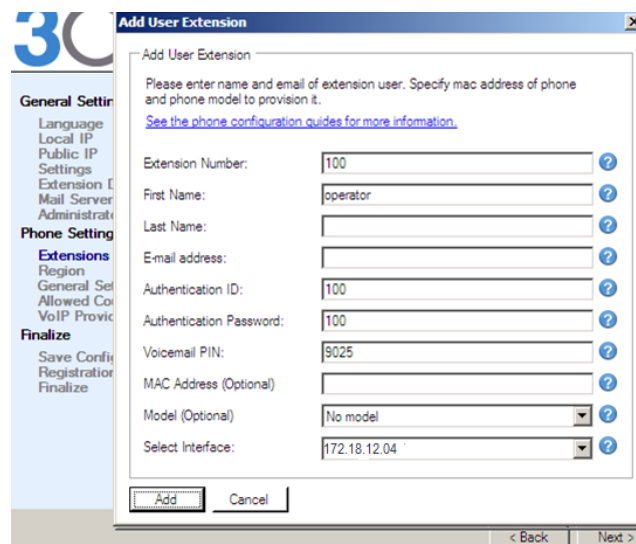 3C
Add User Extension
Add User Extension
Please enter name and email of extension user. Specify mac address of phone
and phone model to provision it.
See the phone configuration guides for more information.
General Settin
Language
Local IP
Public IP
Settings
Extension D
Mail Server
Administrato
Phone Setting
Extensions
Region
General Set
Allowed Cou
VoIP Provid
Finalize
Save Config
Registration
Finalize
Extension Number: 100
First Name: operator
Last Name:
E-mail address:
Authentication ID: 100
Authentication Password: 100
Voicemail PIN: 9025
MAC Address (Optional)
Model (Optional) No model
Select Interface: 172.18.12.04
Add Cancel
< Back Next >